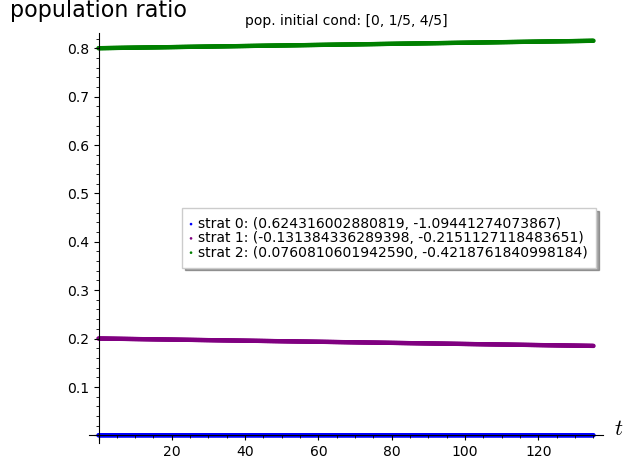 population ratio
pop. initial cond: [0, 1/5, 4/5]
0.8
0.7
0.6
0.5
0.4
0.3
0.2
0.1
strat 0: (0.624316002880819, -1.09441274073867)
strat 1: (-0.131384336289398, -0.2151127118483651)
strat 2: (0.0760810601942590, -0.4218761840998184)
20 40 60 80 100 120
t